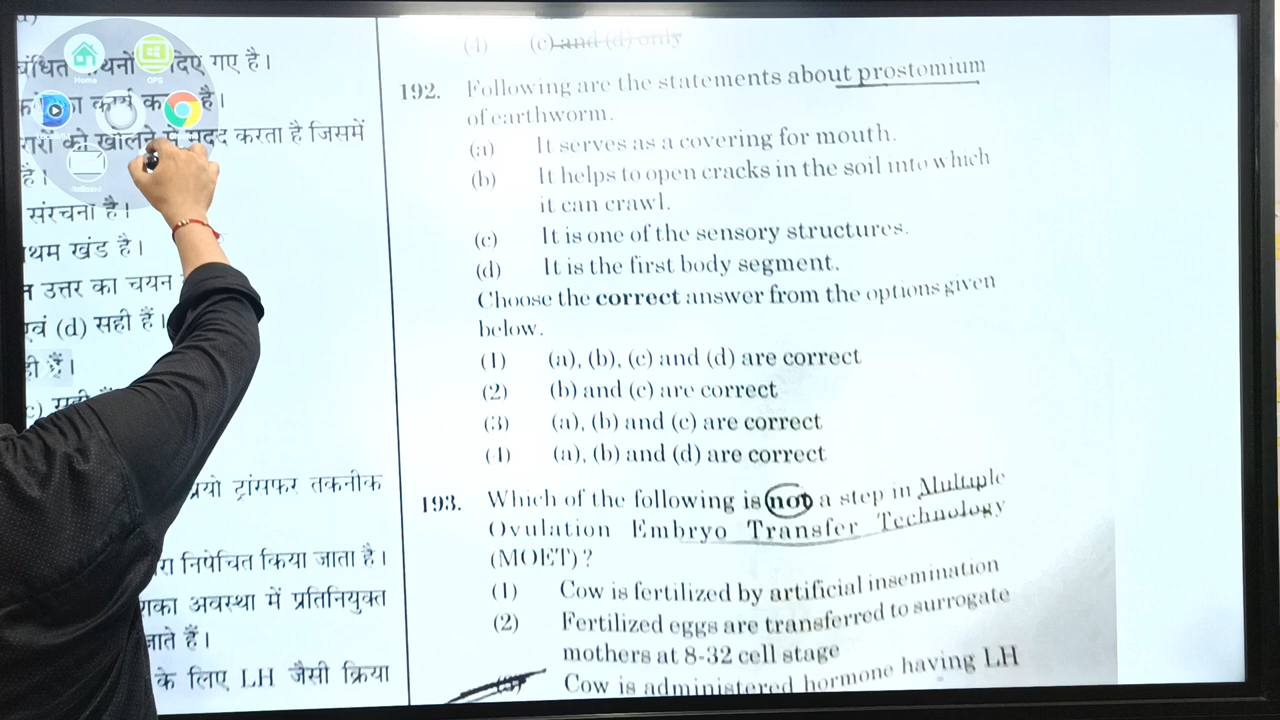 बंधित थनों दिए गए है।
का कार्य क है।
को खोलने में मदद करता है जिसमें
है।
संरचना है।
थम खंड है।
उत्तर का चयन
एवं (d) सही हैं।
ही हैं।
ट्रांसफर तकनीक
निषेचित किया जाता है।
अवस्था में प्रतिनियुक्त
जाते हैं।
के लिए LH जैसी क्रिया
Home
OPS
(4) (c) and (d) only
192. Following are the statements about prostomium
of earthworm.
(a) It serves as a covering for mouth.
(b) It helps to open cracks in the soil into which
it can crawl.
(c) It is one of the sensory structures.
(d) It is the first body segment.
Choose the correct answer from the options given
below.
(1) (a), (b), (c) and (d) are correct
(2) (b) and (c) are correct
(3) (a), (b) and (c) are correct
(4) (a), (b) and (d) are correct
193. Which of the following is not a step in Multiple
Ovulation Embryo Transfer Technology
(MOET) ?
(1) Cow is fertilized by artificial insemination
(2) Fertilized eggs are transferred to surrogate
mothers at 8-32 cell stage
(3) Cow is administered hormone having LH